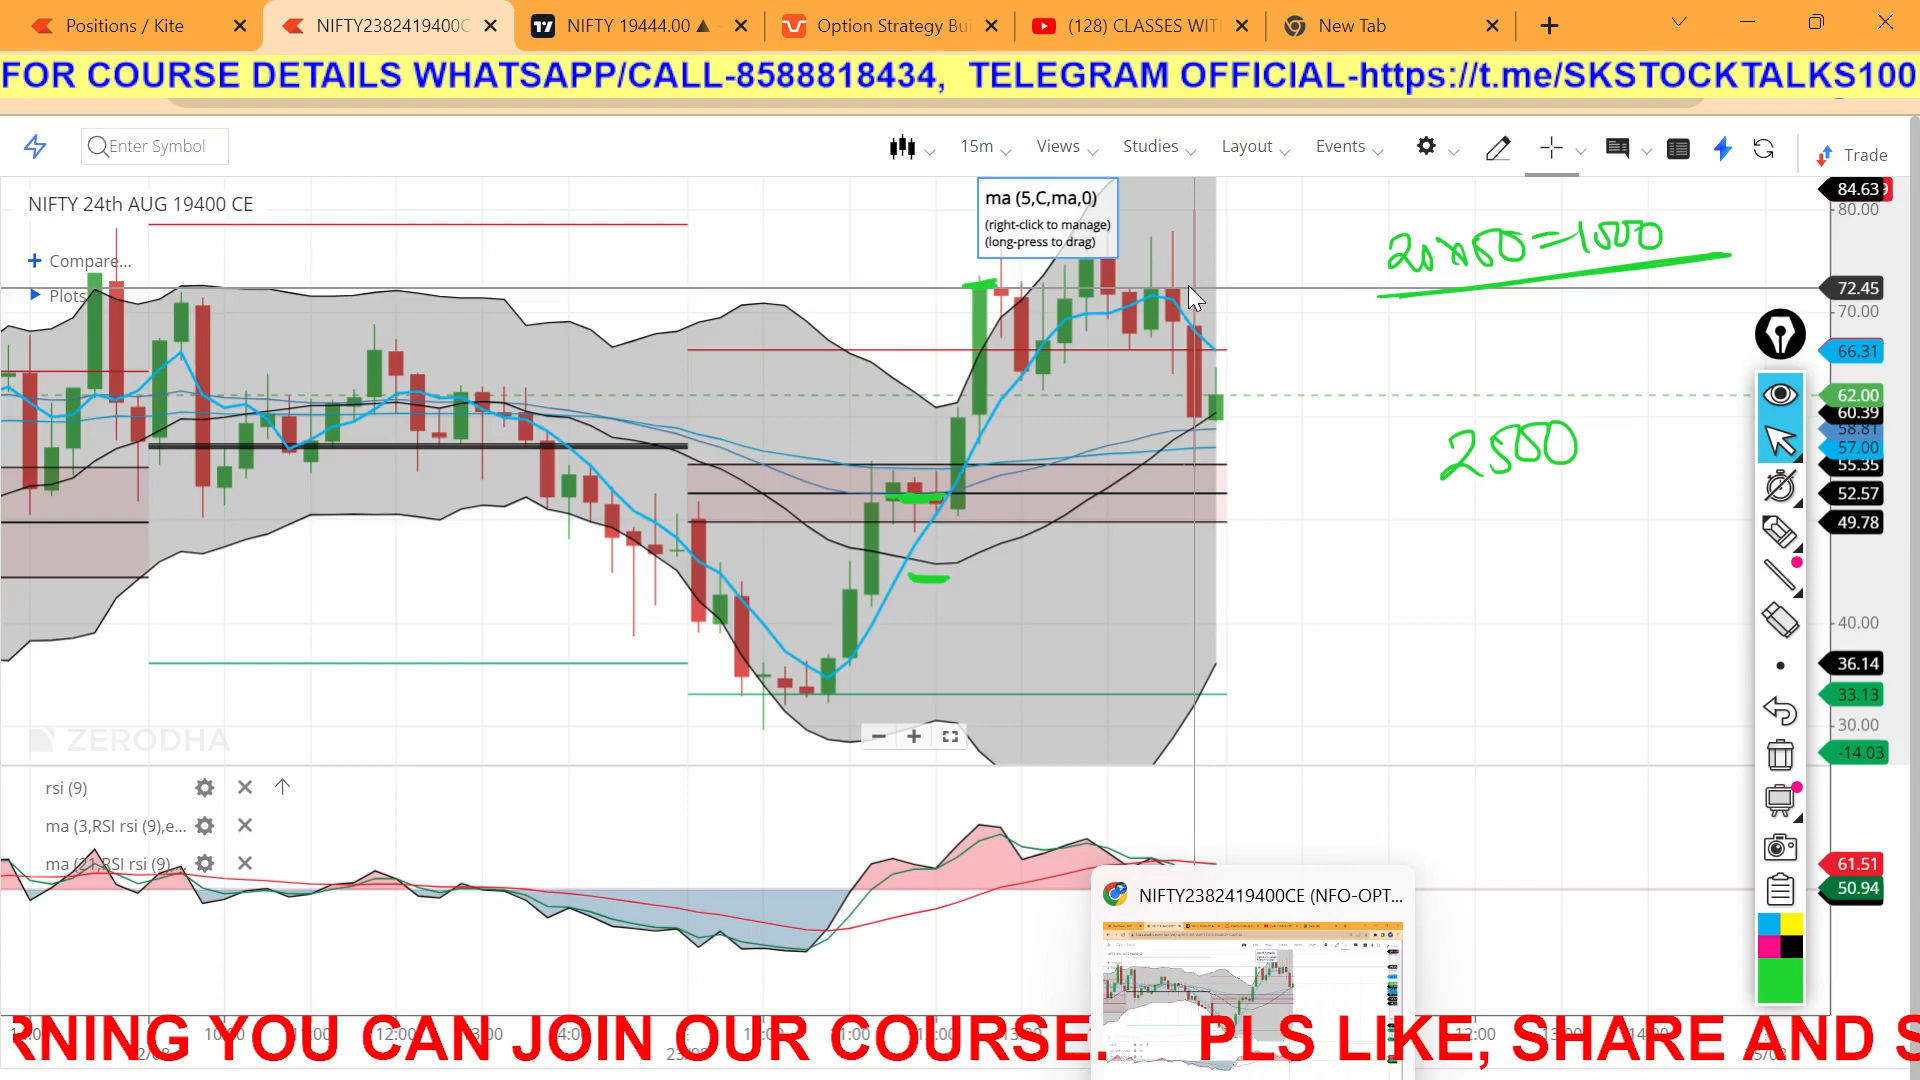 Positions / Kite
NIFTY2382419400C
NIFTY 19444.00 ▲
Option Strategy Bu
(128) CLASSES WIT
New Tab
FOR COURSE DETAILS WHATSAPP/CALL-8588818434, TELEGRAM OFFICIAL-https://t.me/SKSTOCKTALKS100
Enter Symbol
15m
Views
Studies
Layout
Events
Trade
NIFTY 24th AUG 19400 CE
Compare...
Plots
ma (5,C,ma,0)
(right-click to manage)
(long-press to drag)
20x50=1000
2500
84.63
80.00
72.45
70.00
66.31
62.00
60.39
58.81
57.00
55.35
52.57
49.78
40.00
36.14
33.13
30.00
-14.03
ZERODHA
rsi (9)
ma (3,RSI rsi (9),e...
ma (21,RSI rsi (9)
61.51
50.94
NIFTY2382419400CE (NFO-OPT...
RNING YOU CAN JOIN OUR COURSE. PLS LIKE, SHARE AND S